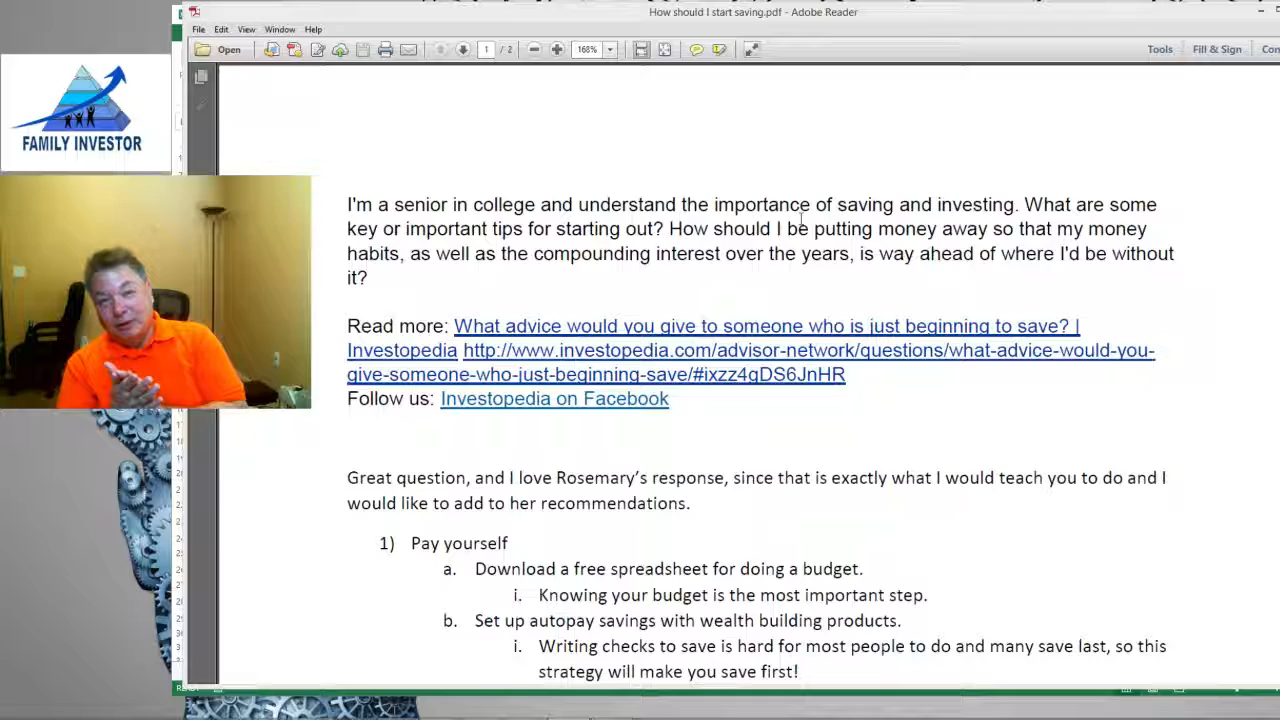 How should I start saving.pdf - Adobe Reader
File Edit View Window Help
Open 1 / 2 168% Tools Fill & Sign
FAMILY INVESTOR
I'm a senior in college and understand the importance of saving and investing. What are some
key or important tips for starting out? How should I be putting money away so that my money
habits, as well as the compounding interest over the years, is way ahead of where I'd be without
it?
Read more: What advice would you give to someone who is just beginning to save? |
Investopedia http://www.investopedia.com/advisor-network/questions/what-advice-would-you-
give-someone-who-just-beginning-save/#ixzz4gDS6JnHR
Follow us: Investopedia on Facebook
Great question, and I love Rosemary's response, since that is exactly what I would teach you to do and I
would like to add to her recommendations.
1) Pay yourself
a. Download a free spreadsheet for doing a budget.
i. Knowing your budget is the most important step.
b. Set up autopay savings with wealth building products.
i. Writing checks to save is hard for most people to do and many save last, so this
strategy will make you save first!